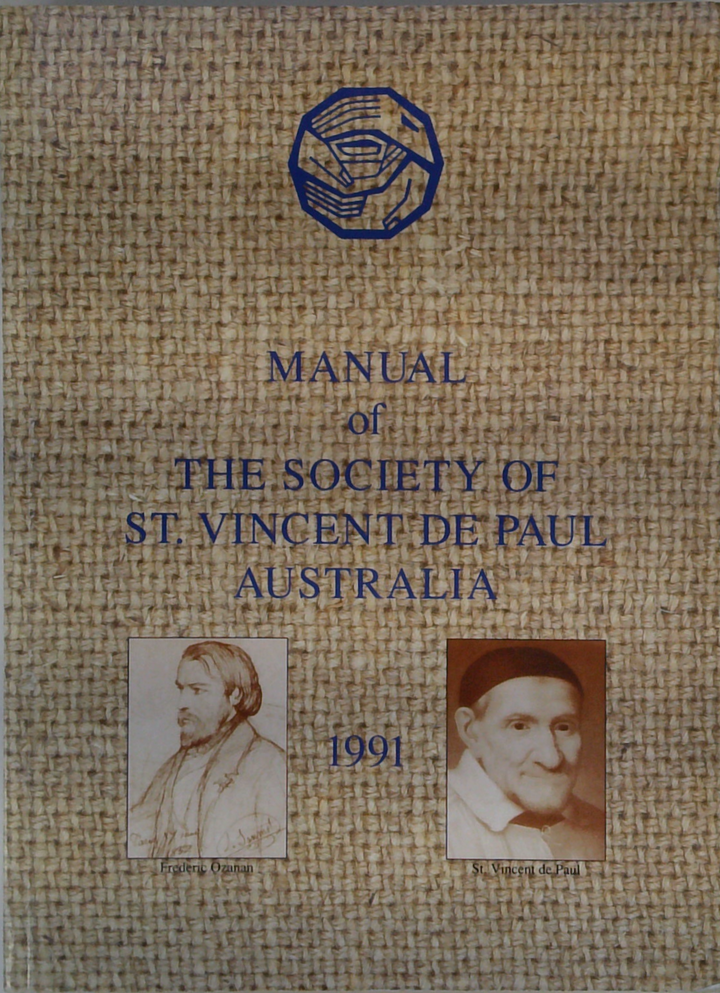 MANUAL
of
THE SOCIETY OF
ST. VINCENT DE PAUL
AUSTRALIA
1991
Frederic Ozanan
St. Vincent de Paul